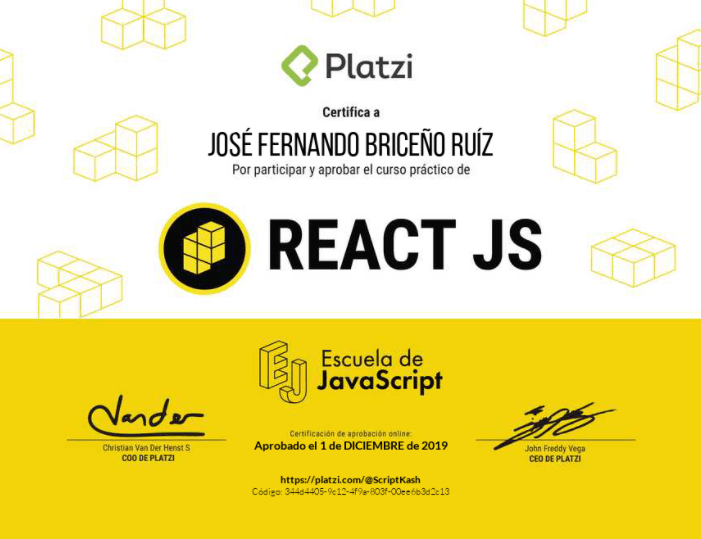 Platzi
Certifica a
JOSÉ FERNANDO BRICEÑO RUÍZ
Por participar y aprobar el curso práctico de
REACT JS
EJ
Escuela de
JavaScript
Vander
Christian Van Der Henst S
COO DE PLATZI
Certificación de aprobación online:
Aprobado el 1 de DICIEMBRE de 2019
John Freddy Vega
CEO DE PLATZI
https://platzi.com/@ScriptKash
Código: 344d4405-9c12-4f9a-803f-00ee6b3d2c13